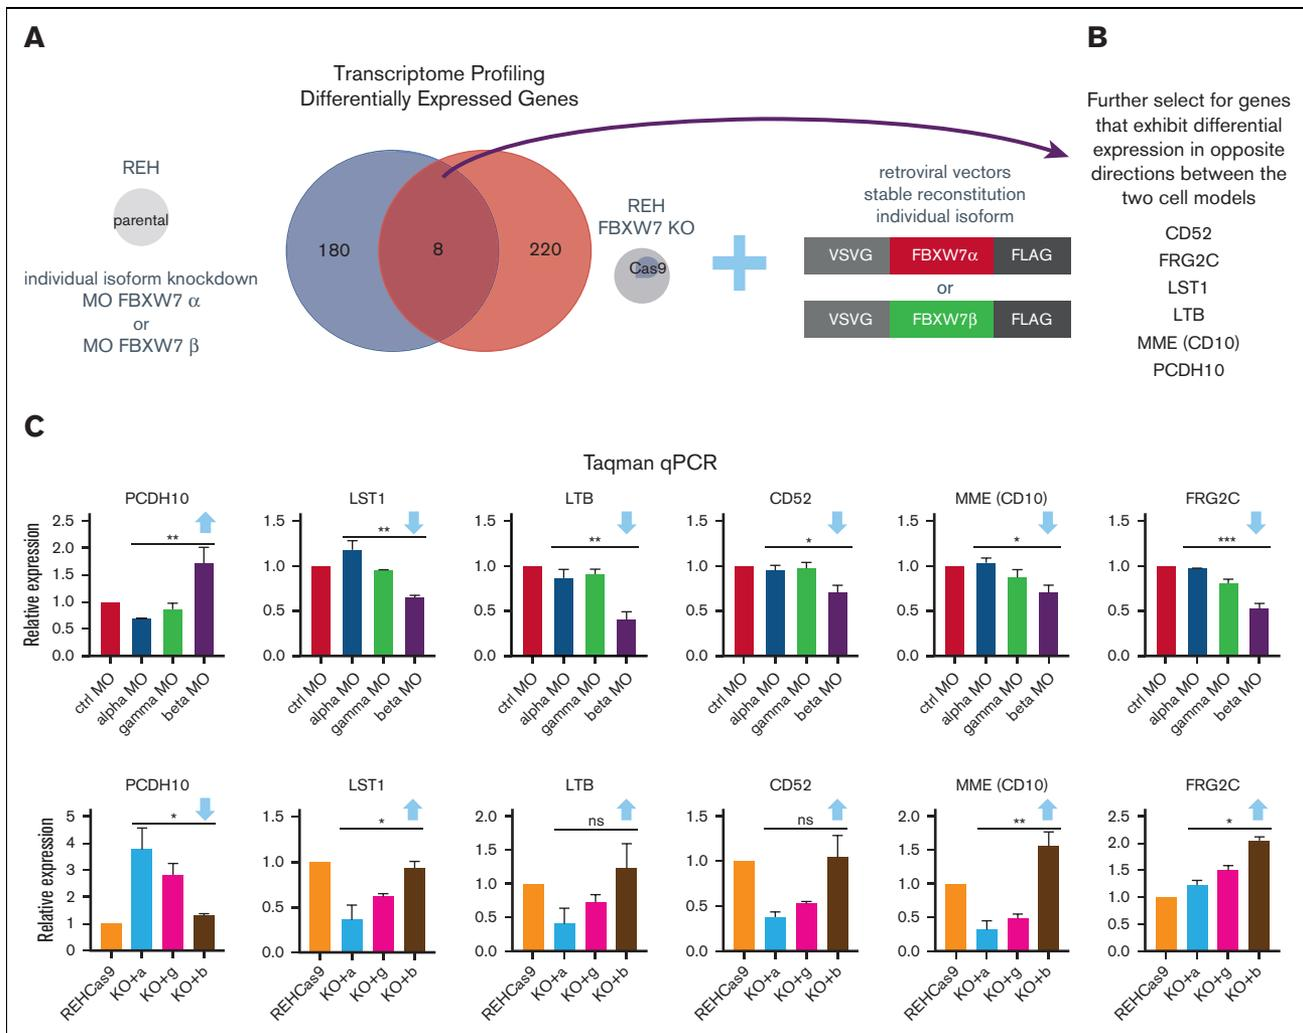 A
B
Transcriptome Profiling
Differentially Expressed Genes
REH
parental
individual isoform knockdown
MO FBXW7 α
or
MO FBXW7 β
180
8
220
REH
FBXW7 KO
Cas9
retroviral vectors
stable reconstitution
individual isoform
VSVG FBXW7α FLAG
or
VSVG FBXW7β FLAG
Further select for genes
that exhibit differential
expression in opposite
directions between the
two cell models
CD52
FRG2C
LST1
LTB
MME (CD10)
PCDH10
C
Taqman qPCR
PCDH10
Relative expression
2.5
2.0
1.5
1.0
0.5
0.0
**
ctrl MO
alpha MO
gamma MO
beta MO
LST1
1.5
1.0
0.5
0.0
**
ctrl MO
alpha MO
gamma MO
beta MO
LTB
1.5
1.0
0.5
0.0
**
ctrl MO
alpha MO
gamma MO
beta MO
CD52
1.5
1.0
0.5
0.0
*
ctrl MO
alpha MO
gamma MO
beta MO
MME (CD10)
1.5
1.0
0.5
0.0
*
ctrl MO
alpha MO
gamma MO
beta MO
FRG2C
1.5
1.0
0.5
0.0
***
ctrl MO
alpha MO
gamma MO
beta MO
PCDH10
Relative expression
5
4
3
2
1
0
*
REHCas9
KO+a
KO+g
KO+b
LST1
1.5
1.0
0.5
0.0
*
REHCas9
KO+a
KO+g
KO+b
LTB
2.0
1.5
1.0
0.5
0.0
ns
REHCas9
KO+a
KO+g
KO+b
CD52
1.5
1.0
0.5
0.0
ns
REHCas9
KO+a
KO+g
KO+b
MME (CD10)
2.0
1.5
1.0
0.5
0.0
**
REHCas9
KO+a
KO+g
KO+b
FRG2C
2.5
2.0
1.5
1.0
0.5
0.0
*
REHCas9
KO+a
KO+g
KO+b